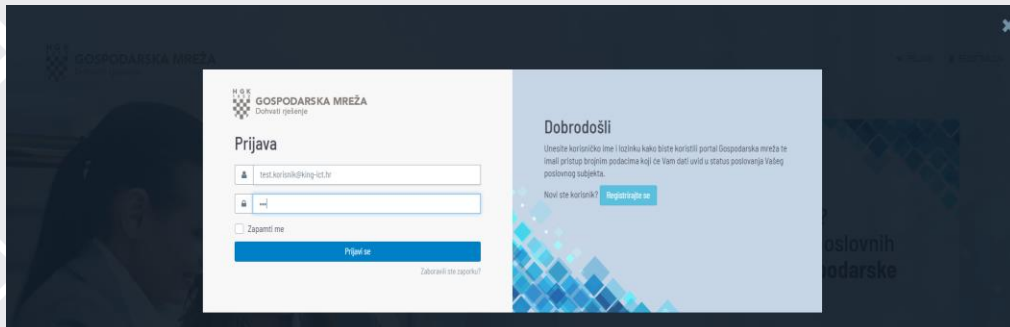 GOSPODARSKA MREŽA
HGK
GOSPODARSKA MREŽA
Dohvati rješenje
Prijava
test.korisnik@king-ict.hr
Zapamti me
Prijavi se
Zaboravili ste zaporku?
Dobrodošli
Unesite korisničko ime i lozinku kako biste koristili portal Gospodarska mreža te
imali pristup brojnim podacima koji će Vam dati uvid u status poslovanja Vašeg
poslovnog subjekta.
Novi ste korisnik? Registrirajte se
?
oslovnih
odarske